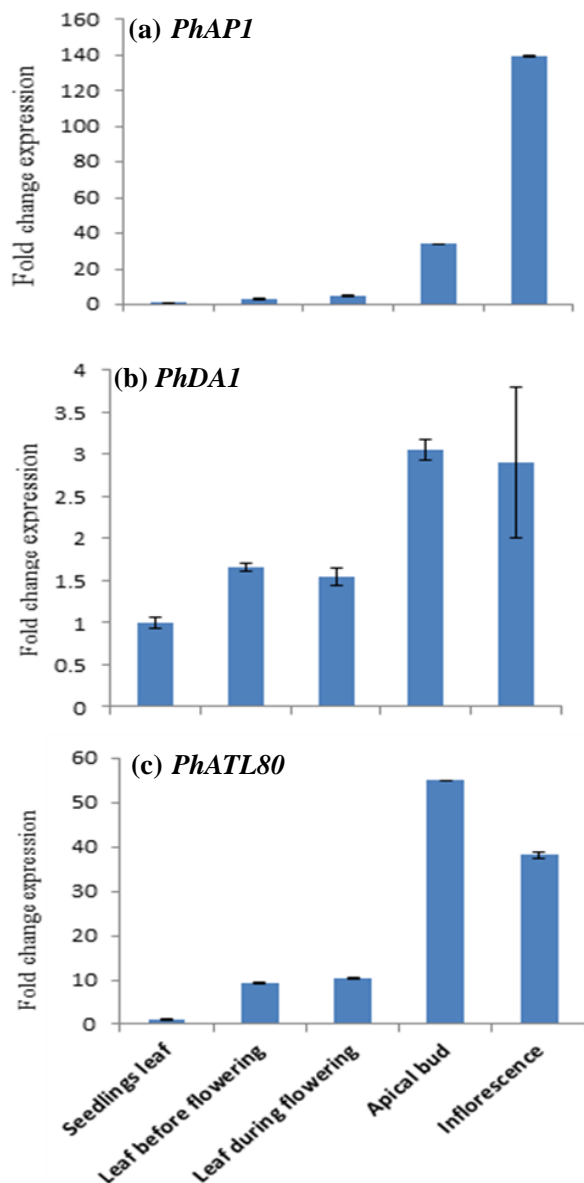 (a) PhAP1
Fold change expression
160
140
120
100
80
60
40
20
0
(b) PhDA1
Fold change expression
4
3.5
3
2.5
2
1.5
1
0.5
0
(c) PhATL80
Fold change expression
60
50
40
30
20
10
0
Seedlings leaf
Leaf before flowering
Leaf during flowering
Apical bud
Inflorescence